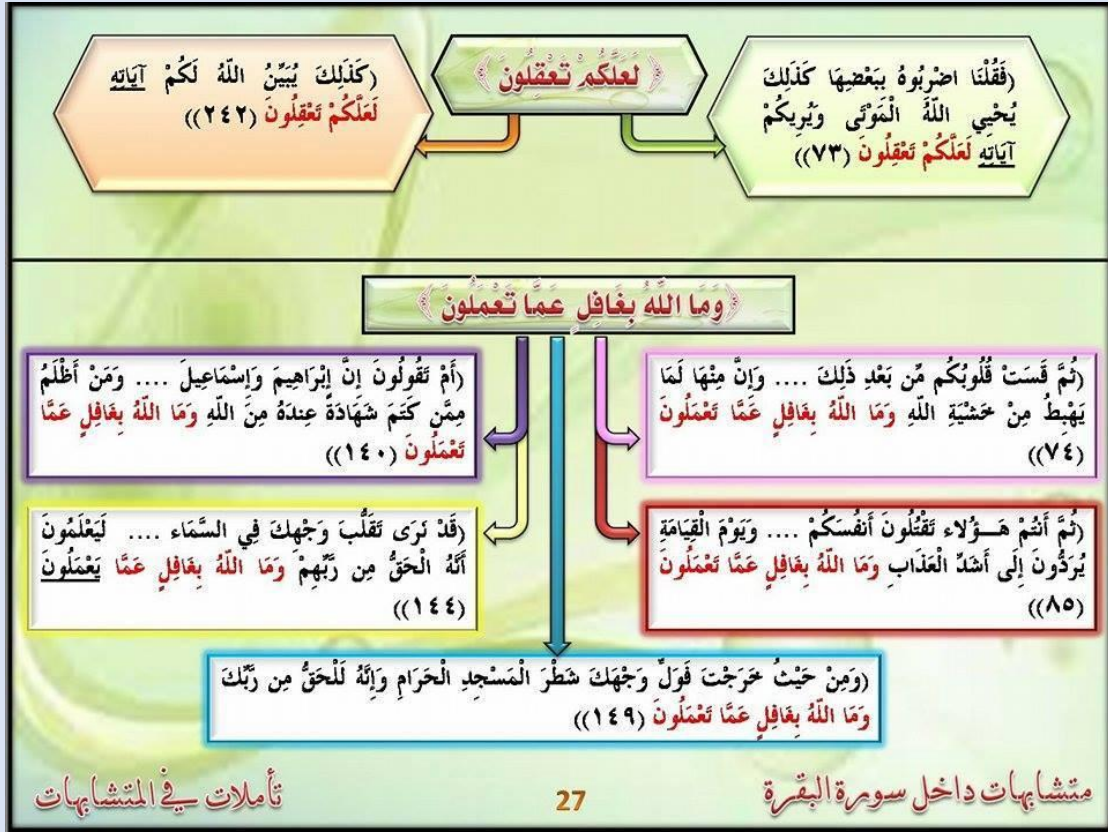 ﴿ لَعَلَّكُمْ تَعْقِلُونَ ﴾
(فَقُلْنَا اضْرِبُوهُ بِبَعْضِهَا كَذَلِكَ
يُحْيِي اللّهُ الْمَوْتَى وَيُرِيكُمْ
آيَاتِهِ لَعَلَّكُمْ تَعْقِلُونَ (٧٣))
(كَذَلِكَ يُبَيِّنُ اللّهُ لَكُمْ آيَاتِهِ
لَعَلَّكُمْ تَعْقِلُونَ (٢٤٢))
﴿ وَمَا اللَّهُ بِغَافِلٍ عَمَّا تَعْمَلُونَ ﴾
(ثُمَّ قَسَتْ قُلُوبُكُم مِّن بَعْدِ ذَلِكَ .... وَإِنَّ مِنْهَا لَمَا
يَهْبِطُ مِنْ خَشْيَةِ اللّهِ وَمَا اللّهُ بِغَافِلٍ عَمَّا تَعْمَلُونَ
(٧٤))
(أَمْ تَقُولُونَ إِنَّ إِبْرَاهِيمَ وَإِسْمَاعِيلَ .... وَمَنْ أَظْلَمُ
مِمَّن كَتَمَ شَهَادَةً عِندَهُ مِنَ اللّهِ وَمَا اللّهُ بِغَافِلٍ عَمَّا
تَعْمَلُونَ (١٤٠))
(ثُمَّ أَنتُمْ هَـؤُلاء تَقْتُلُونَ أَنفُسَكُمْ .... وَيَوْمَ الْقِيَامَةِ
يُرَدُّونَ إِلَى أَشَدِّ الْعَذَابِ وَمَا اللّهُ بِغَافِلٍ عَمَّا تَعْمَلُونَ
(٨٥))
(قَدْ نَرَى تَقَلُّبَ وَجْهِكَ فِي السَّمَاء .... لَيَعْلَمُونَ
أَنَّهُ الْحَقُّ مِن رَّبِّهِمْ وَمَا اللّهُ بِغَافِلٍ عَمَّا يَعْمَلُونَ
(١٤٤))
(وَمِنْ حَيْثُ خَرَجْتَ فَوَلِّ وَجْهَكَ شَطْرَ الْمَسْجِدِ الْحَرَامِ وَإِنَّهُ لَلْحَقُّ مِن رَّبِّكَ
وَمَا اللّهُ بِغَافِلٍ عَمَّا تَعْمَلُونَ (١٤٩))
متشابهات داخل سورة البقرة
27
تأملات في المتشابهات